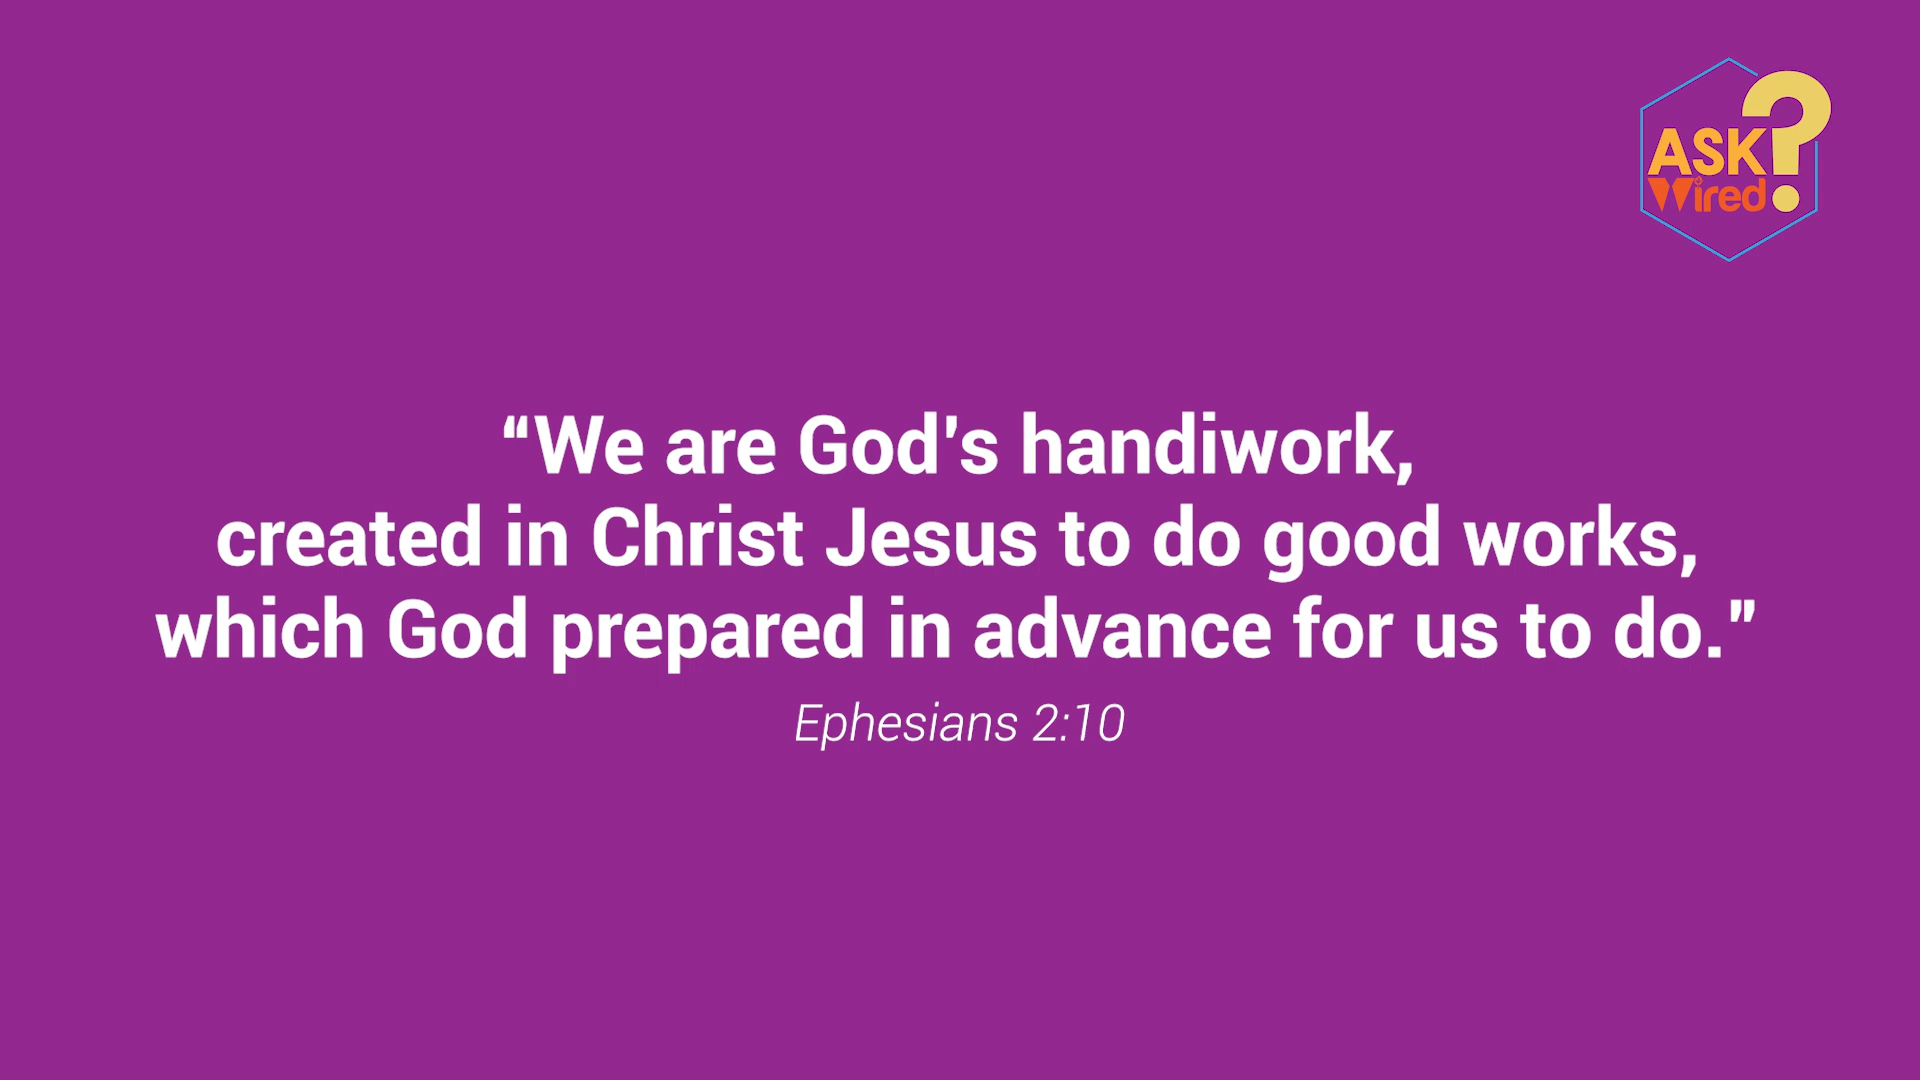 ASK?
Wired
“We are God's handiwork,
created in Christ Jesus to do good works,
which God prepared in advance for us to do.”
Ephesians 2:10